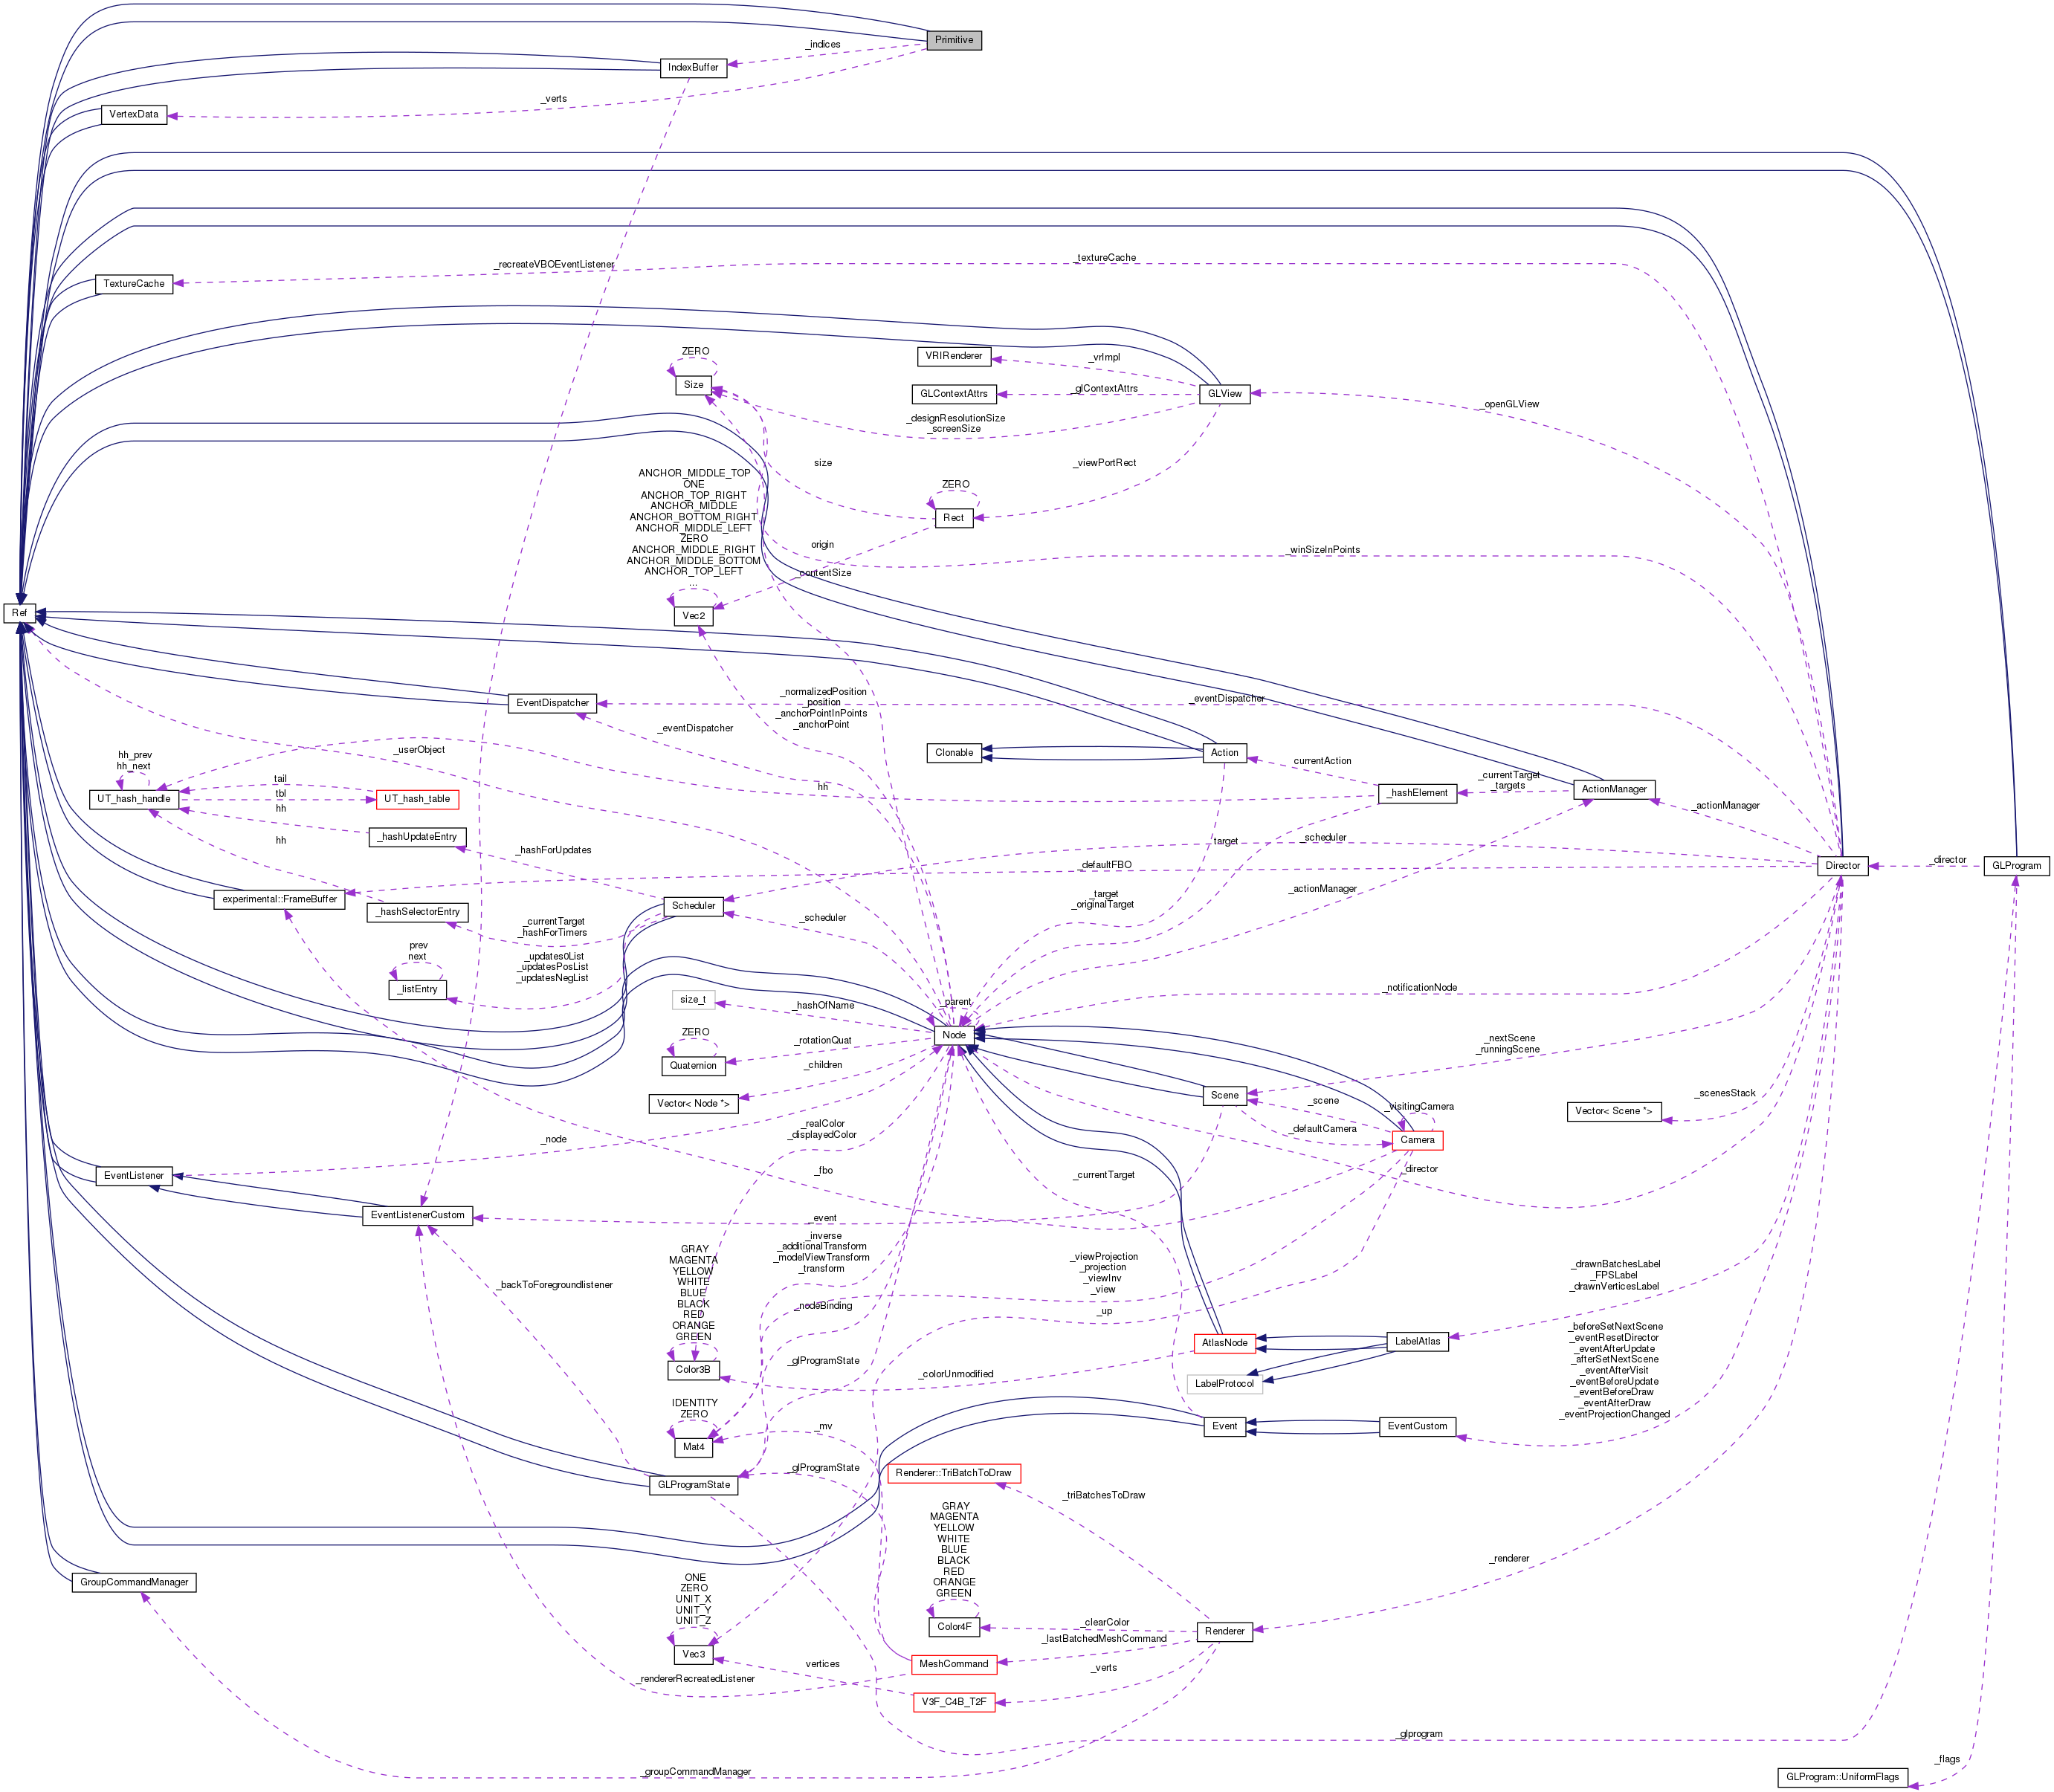 Primitive
_indices
IndexBuffer
_verts
VertexData
_recreateVBOEventListener
_textureCache
TextureCache
ZERO
Size
VRIRenderer
_vrImpl
GLContextAttrs
_glContextAttrs
GLView
_openGLView
_designResolutionSize
_screenSize
_viewPortRect
size
ZERO
Rect
ANCHOR_MIDDLE_TOP
ONE
ANCHOR_TOP_RIGHT
ANCHOR_MIDDLE
ANCHOR_BOTTOM_RIGHT
ANCHOR_MIDDLE_LEFT
ZERO
ANCHOR_MIDDLE_RIGHT
ANCHOR_MIDDLE_BOTTOM
ANCHOR_TOP_LEFT
...
origin
_contentSize
_winSizeInPoints
Ref
Vec2
EventDispatcher
_eventDispatcher
_normalizedPosition
_position
_anchorPointInPoints
_anchorPoint
_eventDispatcher
_userObject
Clonable
Action
hh_prev
hh_next
UT_hash_handle
tail
tbl
UT_hash_table
hh
currentAction
_hashElement
_currentTarget
_targets
ActionManager
_actionManager
hh
_hashUpdateEntry
hh
_hashForUpdates
target
_scheduler
_defaultFBO
Director
_director
GLProgram
experimental::FrameBuffer
_hashSelectorEntry
Scheduler
_currentTarget
_hashForTimers
_scheduler
_target
_originalTarget
_actionManager
prev
next
_listEntry
_updates0List
_updatesPosList
_updatesNegList
size_t
_hashOfName
_parent
Node
_notificationNode
ZERO
Quaternion
_rotationQuat
_children
Vector< Node *>
_nextScene
_runningScene
Scene
_scene
_visitingCamera
Camera
_defaultCamera
_scenesStack
Vector< Scene *>
_node
_realColor
_displayedColor
_fbo
_currentTarget
_director
EventListener
EventListenerCustom
_event
_inverse
_additionalTransform
_modelViewTransform
_transform
_viewProjection
_projection
_viewInv
_view
_backToForegroundlistener
GRAY
MAGENTA
YELLOW
WHITE
BLUE
BLACK
RED
ORANGE
GREEN
Color3B
_nodeBinding
_up
_glProgramState
_colorUnmodified
AtlasNode
LabelAtlas
LabelProtocol
_drawnBatchesLabel
_FPSLabel
_drawnVerticesLabel
_beforeSetNextScene
_eventResetDirector
_eventAfterUpdate
_afterSetNextScene
_eventAfterVisit
_eventBeforeUpdate
_eventBeforeDraw
_eventAfterDraw
_eventProjectionChanged
IDENTITY
ZERO
Mat4
_mv
Event
EventCustom
GLProgramState
_glProgramState
Renderer::TriBatchToDraw
_triBatchesToDraw
GRAY
MAGENTA
YELLOW
WHITE
BLUE
BLACK
RED
ORANGE
GREEN
Color4F
_clearColor
Renderer
_renderer
GroupCommandManager
ONE
ZERO
UNIT_X
UNIT_Y
UNIT_Z
Vec3
_lastBatchedMeshCommand
MeshCommand
vertices
_verts
V3F_C4B_T2F
_rendererRecreatedListener
_glprogram
_groupCommandManager
_flags
GLProgram::UniformFlags